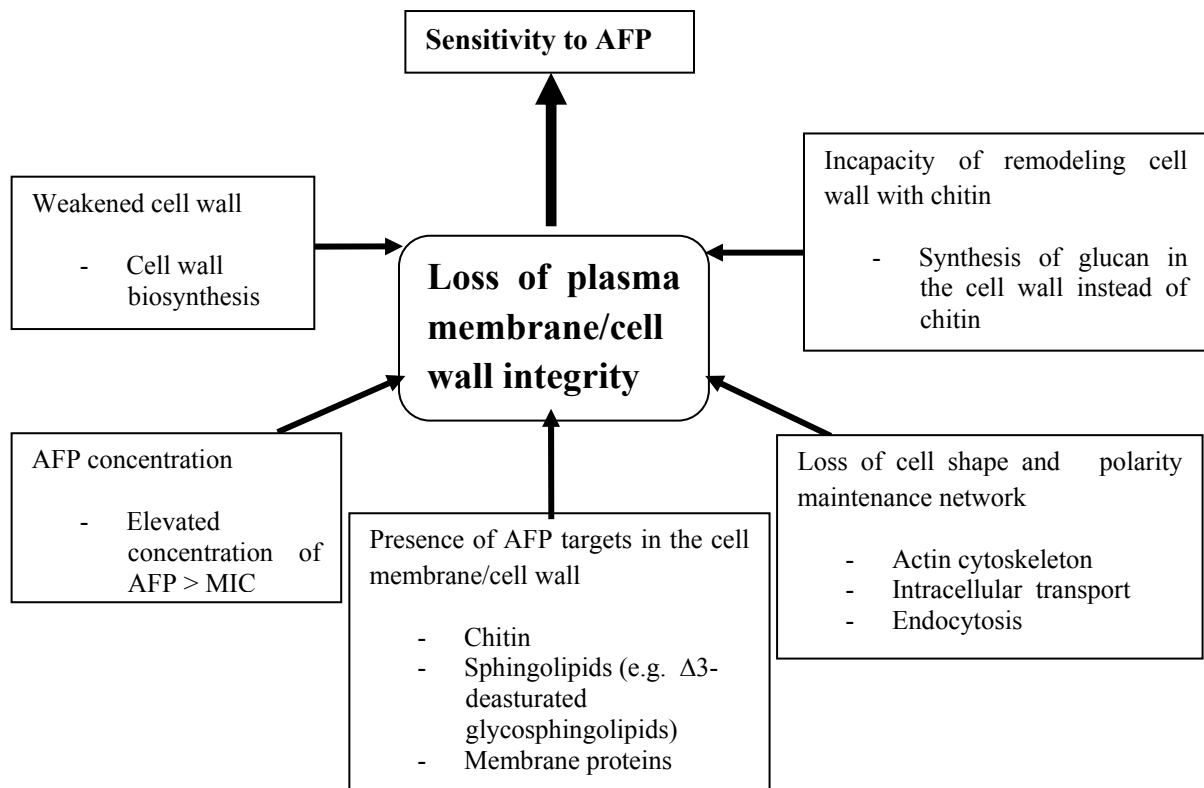 Sensitivity to AFP
Weakened cell wall
- Cell wall
biosynthesis
Incapacity of remodeling cell
wall with chitin
- Synthesis of glucan in
the cell wall instead of
chitin
Loss of plasma
membrane/cell
wall integrity
AFP concentration
- Elevated
concentration of
AFP > MIC
Presence of AFP targets in the cell
membrane/cell wall
- Chitin
- Sphingolipids (e.g. Δ3-
deasturated
glycosphingolipids)
- Membrane proteins
Loss of cell shape and polarity
maintenance network
- Actin cytoskeleton
- Intracellular transport
- Endocytosis